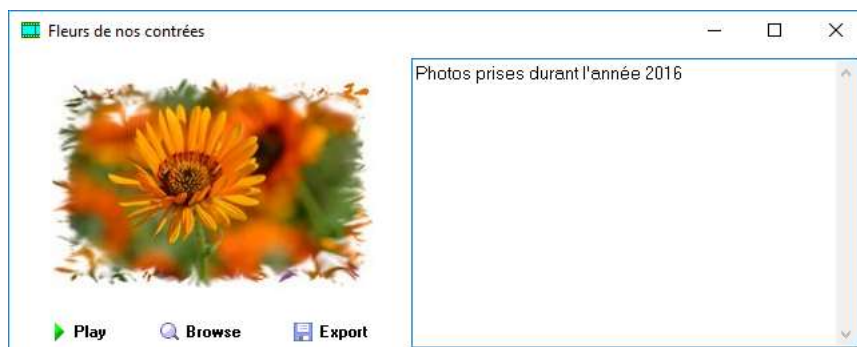 Fleurs de nos contrées
Photos prises durant l'année 2016
Play Browse Export